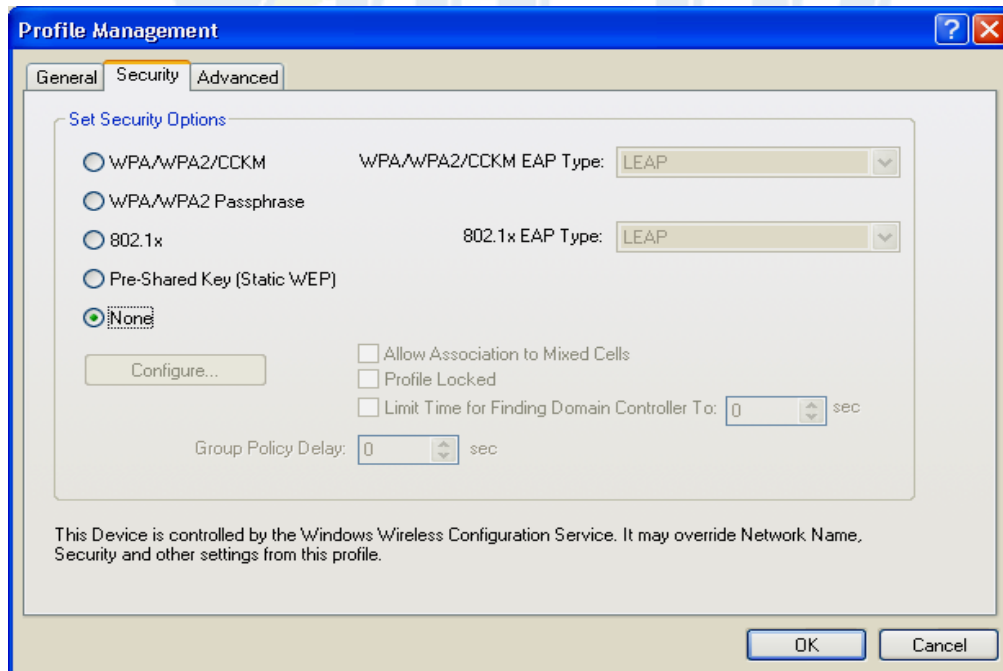 Profile Management
General Security Advanced
Set Security Options
WPA/WPA2/CCKM WPA/WPA2/CCKM EAP Type: LEAP
WPA/WPA2 Passphrase
802.1x 802.1x EAP Type: LEAP
Pre-Shared Key (Static WEP)
None
Allow Association to Mixed Cells
Configure...
Profile Locked
Limit Time for Finding Domain Controller To: 0 sec
Group Policy Delay: 0 sec
This Device is controlled by the Windows Wireless Configuration Service. It may override Network Name,
Security and other settings from this profile.
OK Cancel